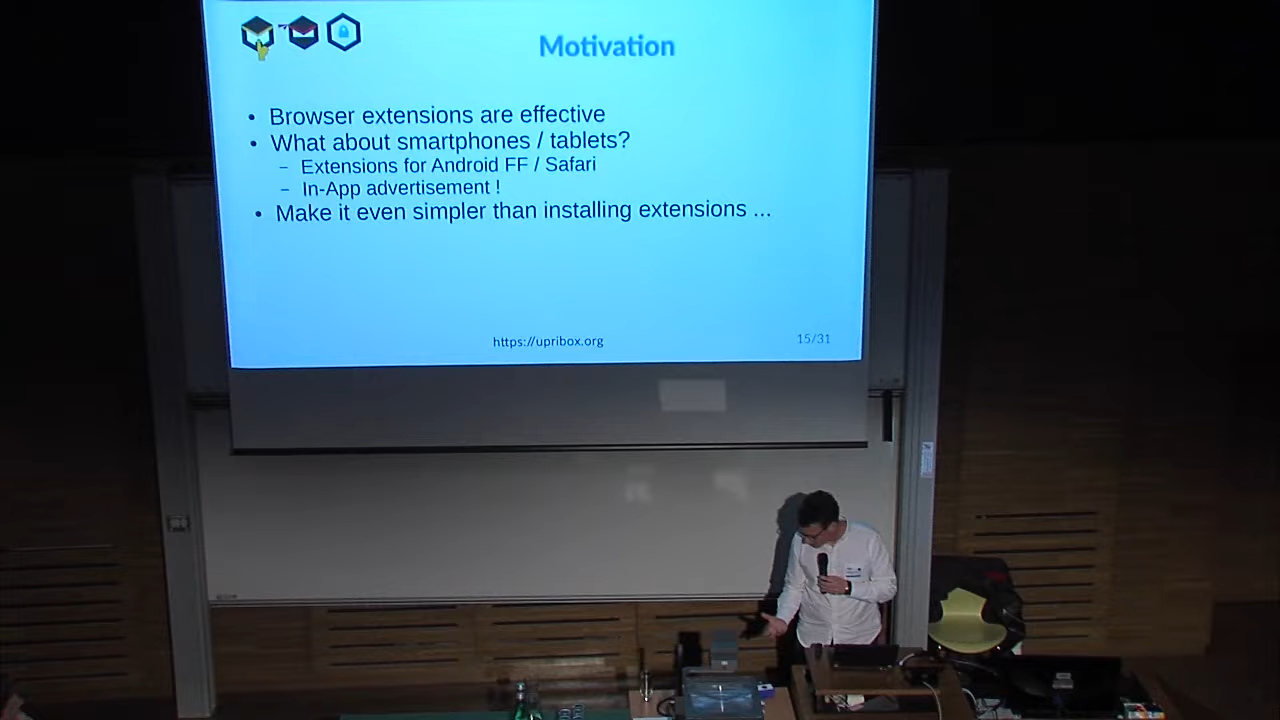 Motivation
• Browser extensions are effective
• What about smartphones / tablets?
– Extensions for Android FF / Safari
– In-App advertisement !
• Make it even simpler than installing extensions ...
https://upribox.org
15/31